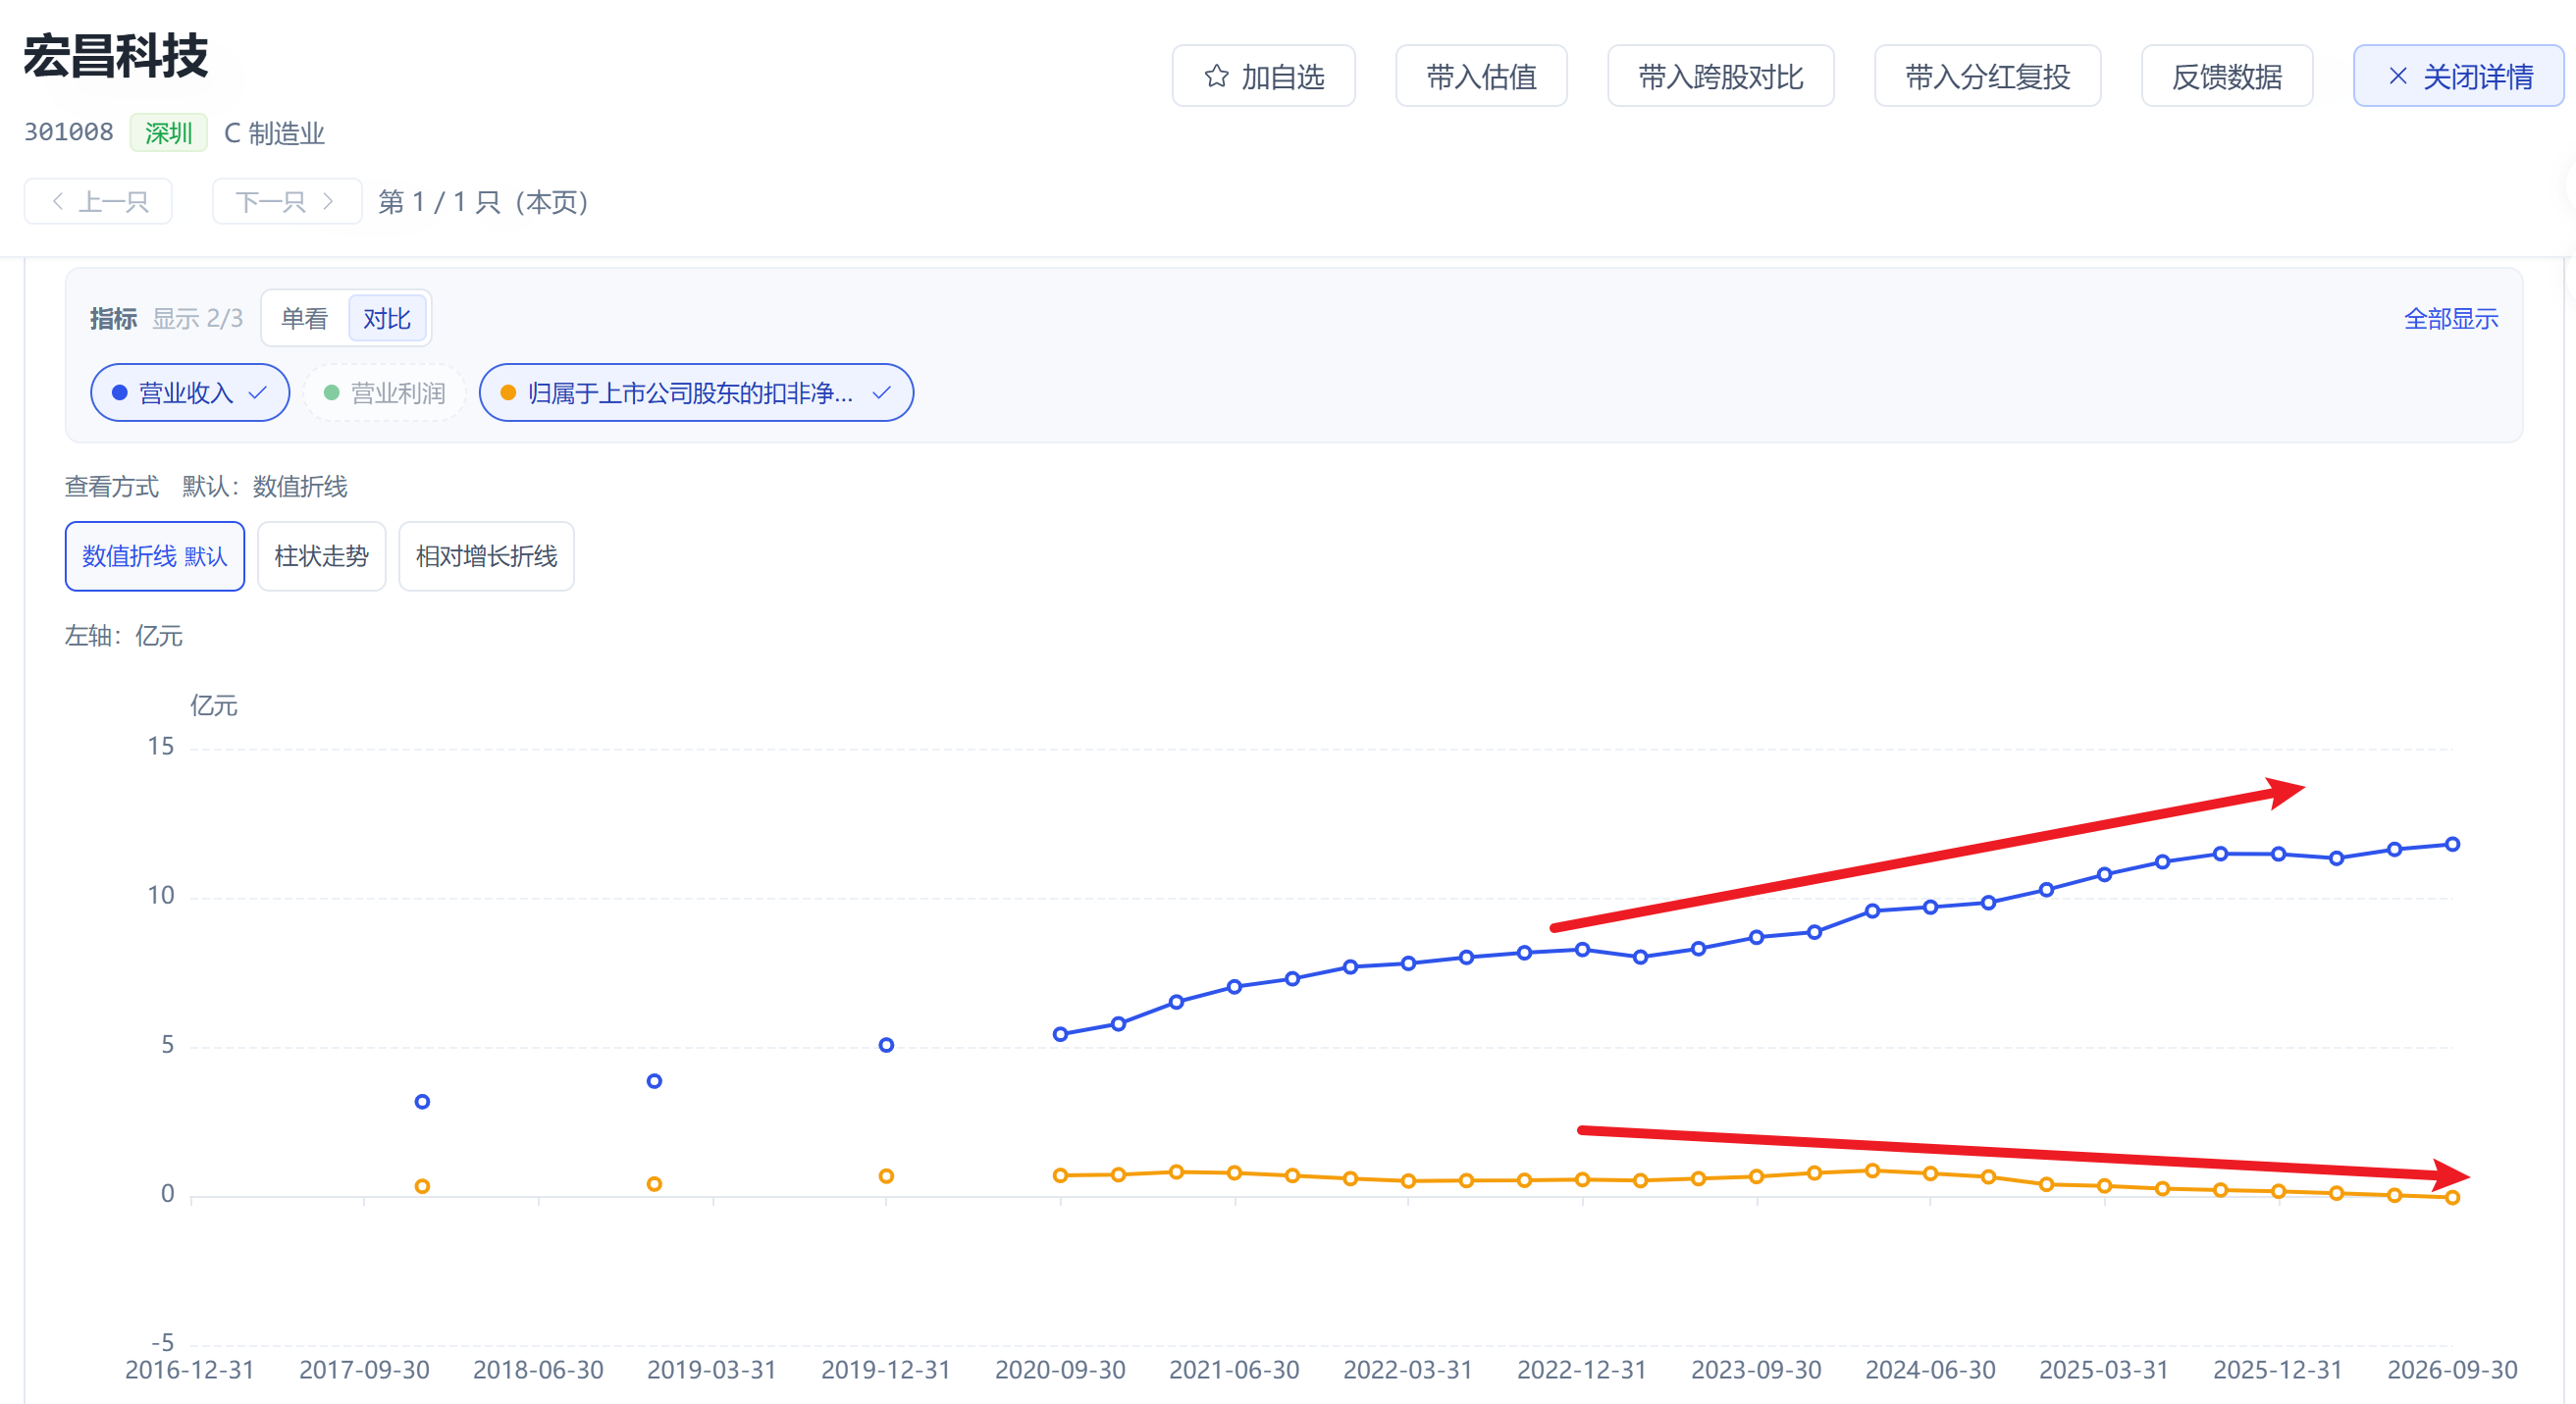 宏昌科技
加自选 带入估值 带入跨股对比 带入分红复投 反馈数据 × 关闭详情
301008 深圳 C 制造业
< 上一只 下一只 > 第 1 / 1 只（本页）
指标 显示 2/3 单看 对比 全部显示
营业收入 营业利润 归属于上市公司股东的扣非净...
查看方式 默认：数值折线
数值折线 默认 柱状走势 相对增长折线
左轴：亿元
亿元
15
10
5
0
-5
2016-12-31 2017-09-30 2018-06-30 2019-03-31 2019-12-31 2020-09-30 2021-06-30 2022-03-31 2022-12-31 2023-09-30 2024-06-30 2025-03-31 2025-12-31 2026-09-30